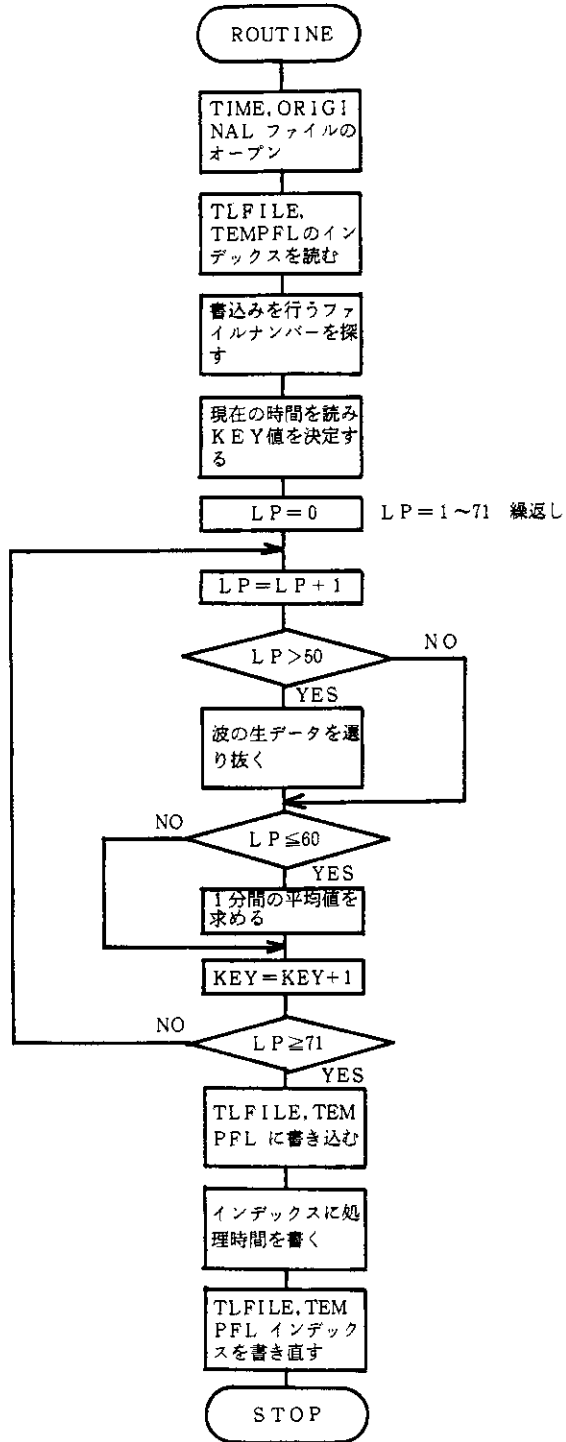 ROUTINE
TIME,ORIGI
NAL ファイルの
オープン
TLFILE,
TEMPFLのイン
デックスを読む
書込みを行うファ
イルナンバーを探
す
現在の時間を読み
KEY値を決定す
る
LP=0
LP=1~71 繰返し
LP=LP+1
LP>50
NO
YES
波の生データを選
り抜く
NO
LP≦60
YES
1分間の平均値を
求める
KEY=KEY+1
NO
LP≧71
YES
TLFILE,TEM
PFL に書き込む
インデックスに処
理時間を書く
TLFILE,TEM
PFL インデック
スを書き直す
STOP